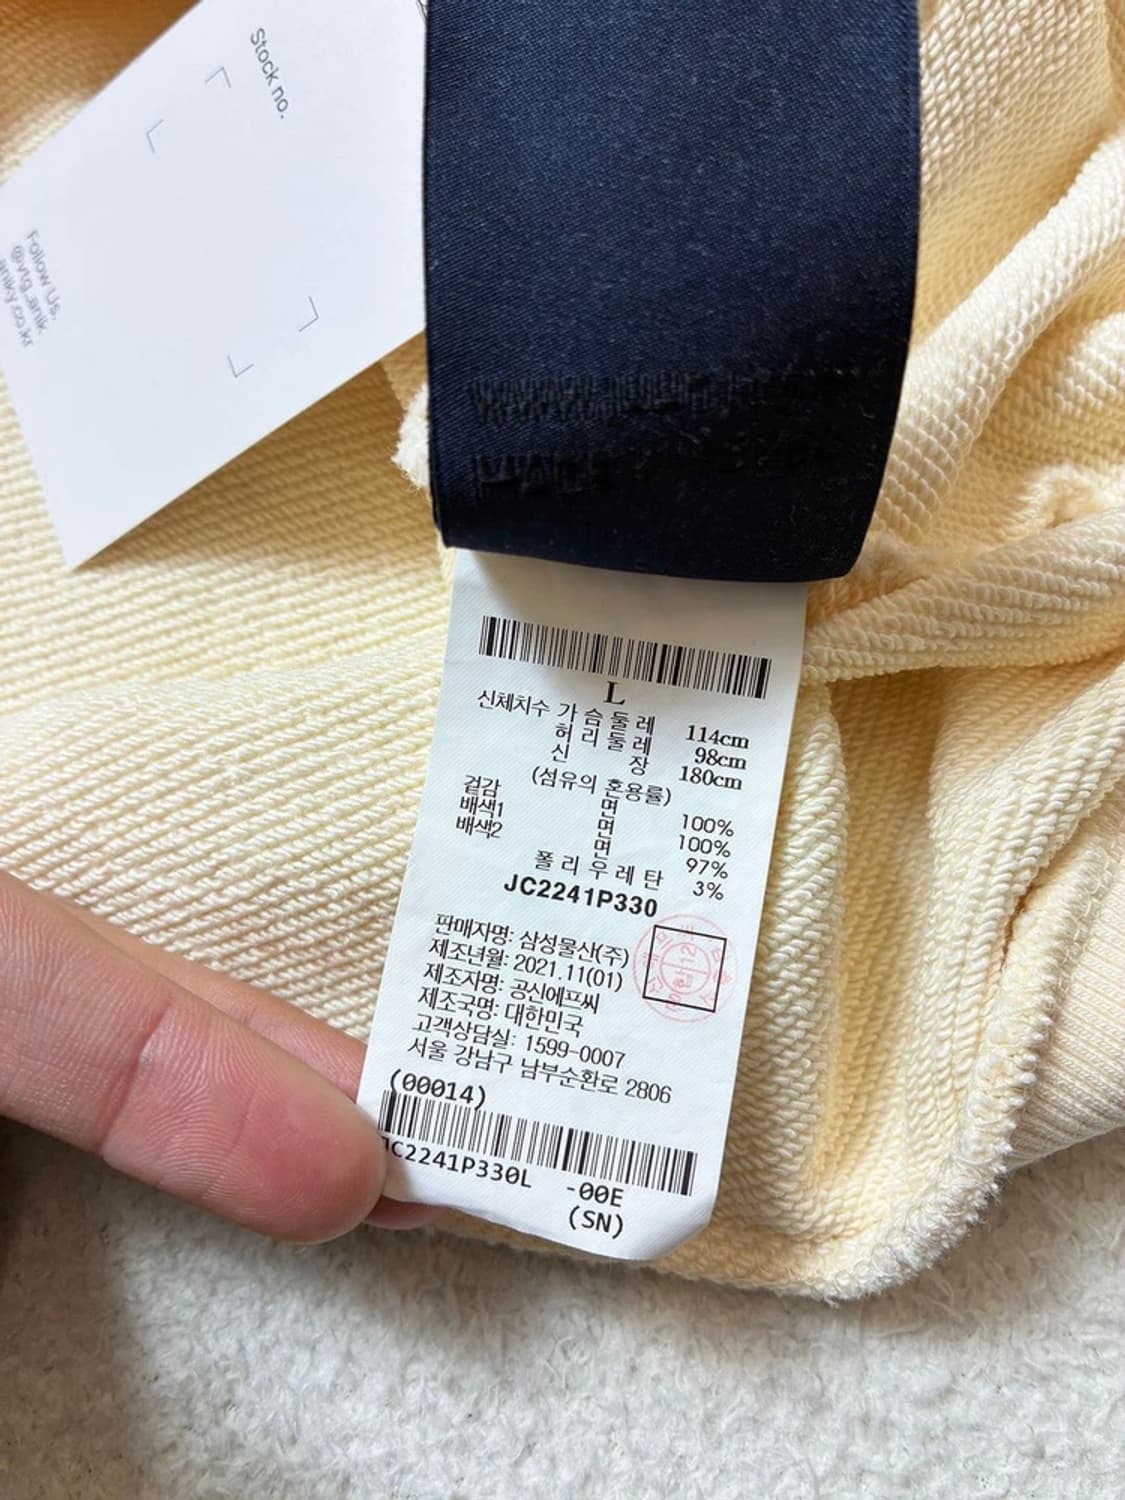 Stock no.
Follow Us.
@vtg_anik
aniky.co.kr
L
신체치수 가슴둘레 114cm
허리둘레 98cm
신장 180cm
(섬유의 혼용률)
겉감 면 100%
배색1 면 100%
배색2 면 97%
폴리우레탄 3%
JC2241P330
판매자명: 삼성물산(주)
제조년월: 2021.11(01)
제조자명: 공신에프씨
제조국명: 대한민국
고객상담실: 1599-0007
서울 강남구 남부순환로 2806
(00014)
JC2241P330L -00E
(SN)